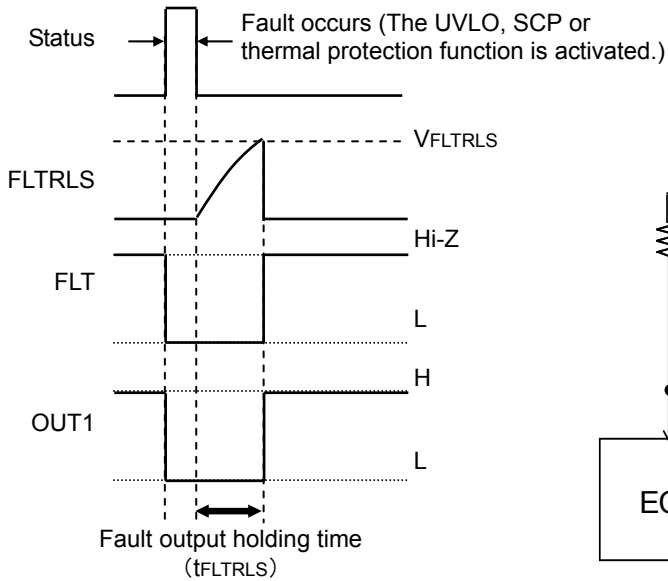 Status
Fault occurs (The UVLO, SCP or
thermal protection function is activated.)
VFLTRLS
FLTRLS
Hi-Z
FLT
L
H
OUT1
L
Fault output holding time
(tFLTRLS)